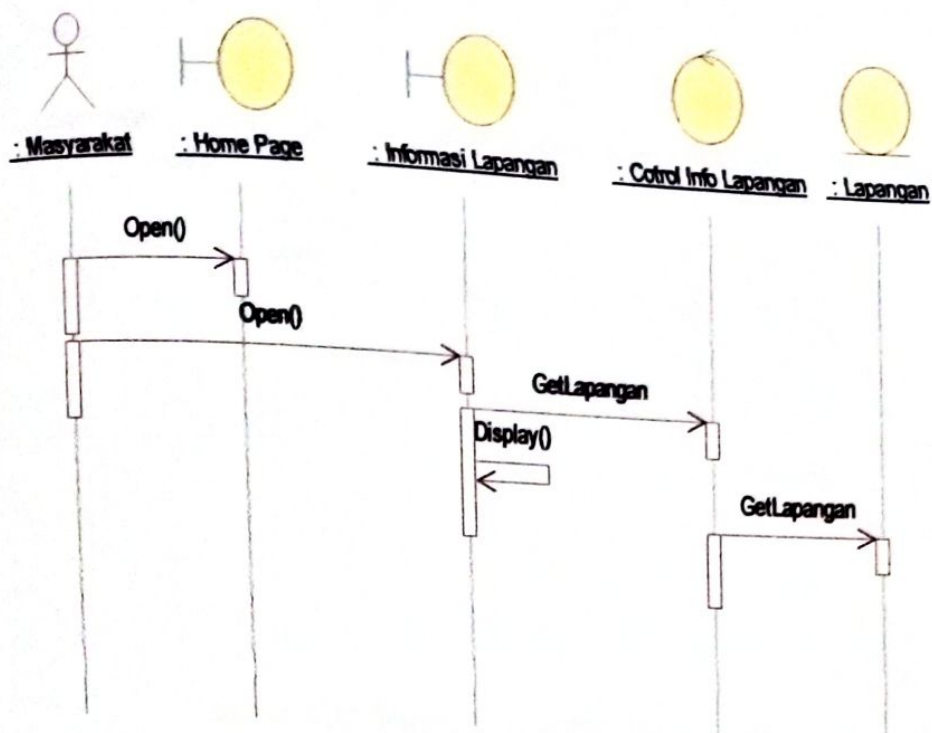 : Masyarakat
: Home Page
: Informasi Lapangan
: Cotrol Info Lapangan
: Lapangan
Open()
Open()
GetLapangan
Display()
GetLapangan